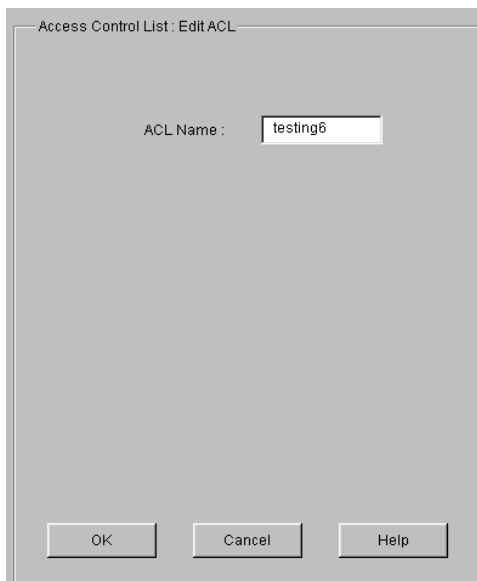 Access Control List : Edit ACL
ACL Name : testing6
OK Cancel Help